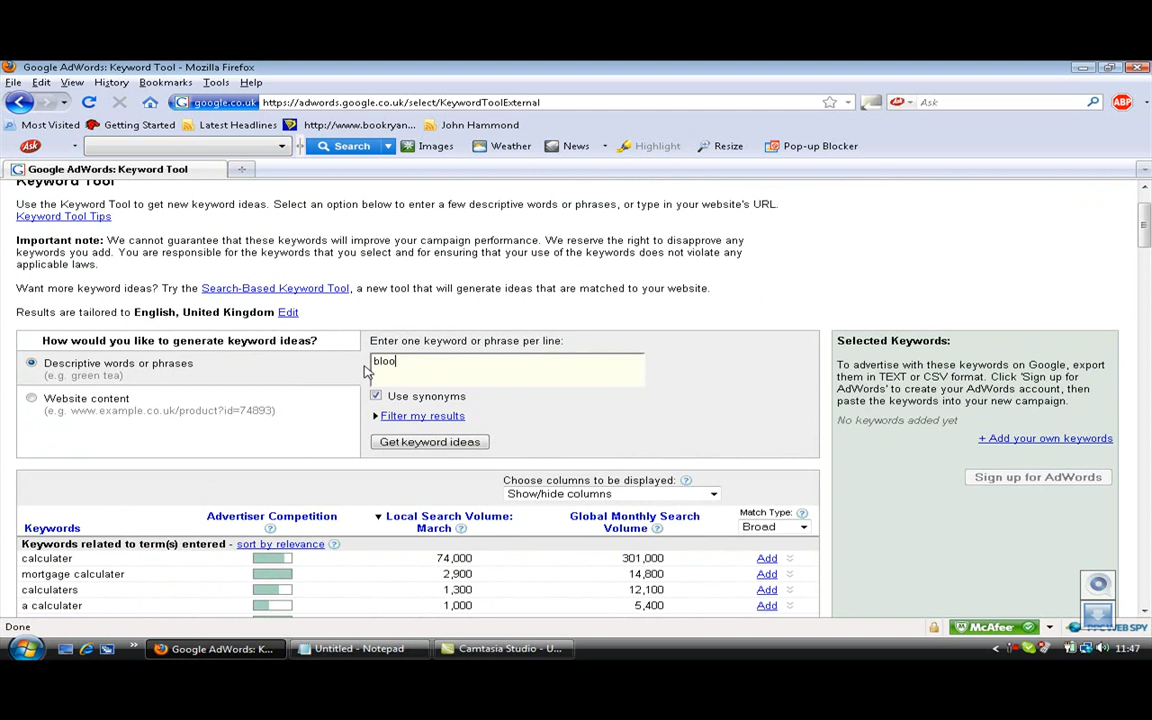 Google AdWords: Keyword Tool - Mozilla Firefox
File Edit View History Bookmarks Tools Help
google.co.uk https://adwords.google.co.uk/select/KeywordToolExternal Ask ABP
Most Visited Getting Started Latest Headlines http://www.bookryan... John Hammond
Ask Search Images Weather News Highlight Resize Pop-up Blocker
Google AdWords: Keyword Tool
Keyword Tool
Use the Keyword Tool to get new keyword ideas. Select an option below to enter a few descriptive words or phrases, or type in your website's URL.
Keyword Tool Tips
Important note: We cannot guarantee that these keywords will improve your campaign performance. We reserve the right to disapprove any
keywords you add. You are responsible for the keywords that you select and for ensuring that your use of the keywords does not violate any
applicable laws.
Want more keyword ideas? Try the Search-Based Keyword Tool, a new tool that will generate ideas that are matched to your website.
Results are tailored to English, United Kingdom Edit
How would you like to generate keyword ideas?
Descriptive words or phrases
(e.g. green tea)
Website content
(e.g. www.example.co.uk/product?id=74893)
Enter one keyword or phrase per line:
bloo
Use synonyms
Filter my results
Get keyword ideas
Selected Keywords:
To advertise with these keywords on Google, export
them in TEXT or CSV format. Click 'Sign up for
AdWords' to create your AdWords account, then
paste the keywords into your new campaign.
No keywords added yet
+ Add your own keywords
Sign up for AdWords
Choose columns to be displayed: ?
Show/hide columns
Keywords Advertiser Competition ? Local Search Volume: March ? Global Monthly Search Volume ? Match Type: ? Broad
Keywords related to term(s) entered - sort by relevance ?
calculater 74,000 301,000 Add
mortgage calculater 2,900 14,800 Add
calculaters 1,300 12,100 Add
a calculater 1,000 5,400 Add
Done McAfee PPC WEB SPY
Google AdWords: K... Untitled - Notepad Camtasia Studio - U... 11:47